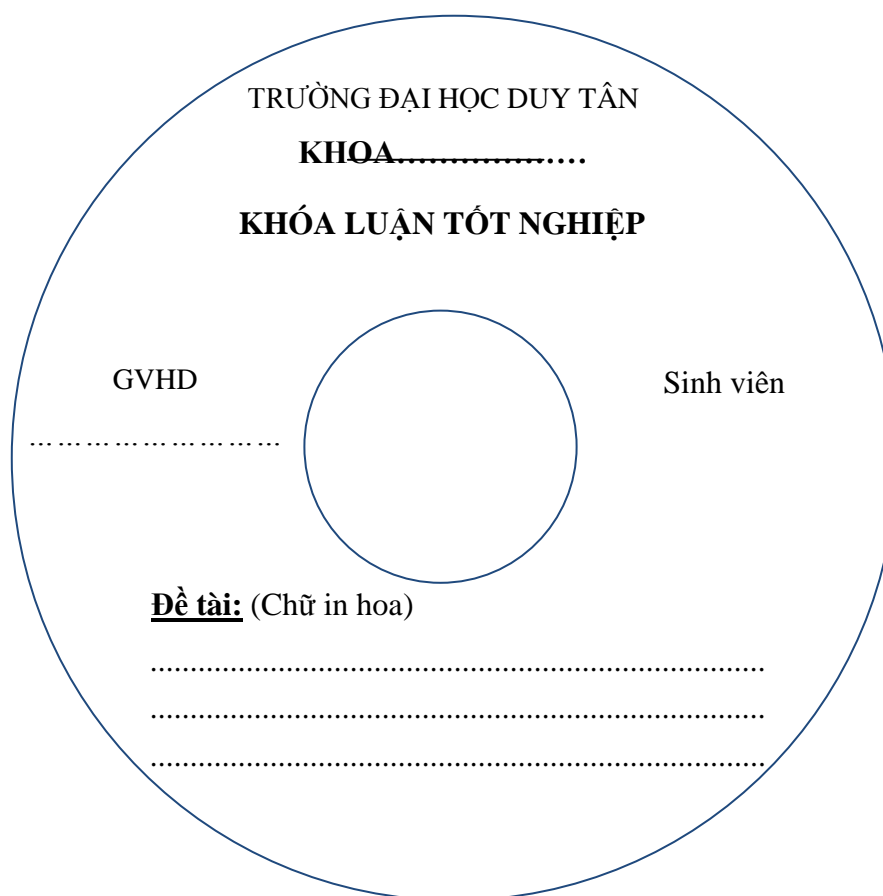 TRƯỜNG ĐẠI HỌC DUY TÂN
KHOA………………
KHÓA LUẬN TỐT NGHIỆP
GVHD
Sinh viên
………………………
Đề tài: (Chữ in hoa)
.............................................................................
.............................................................................
.............................................................................